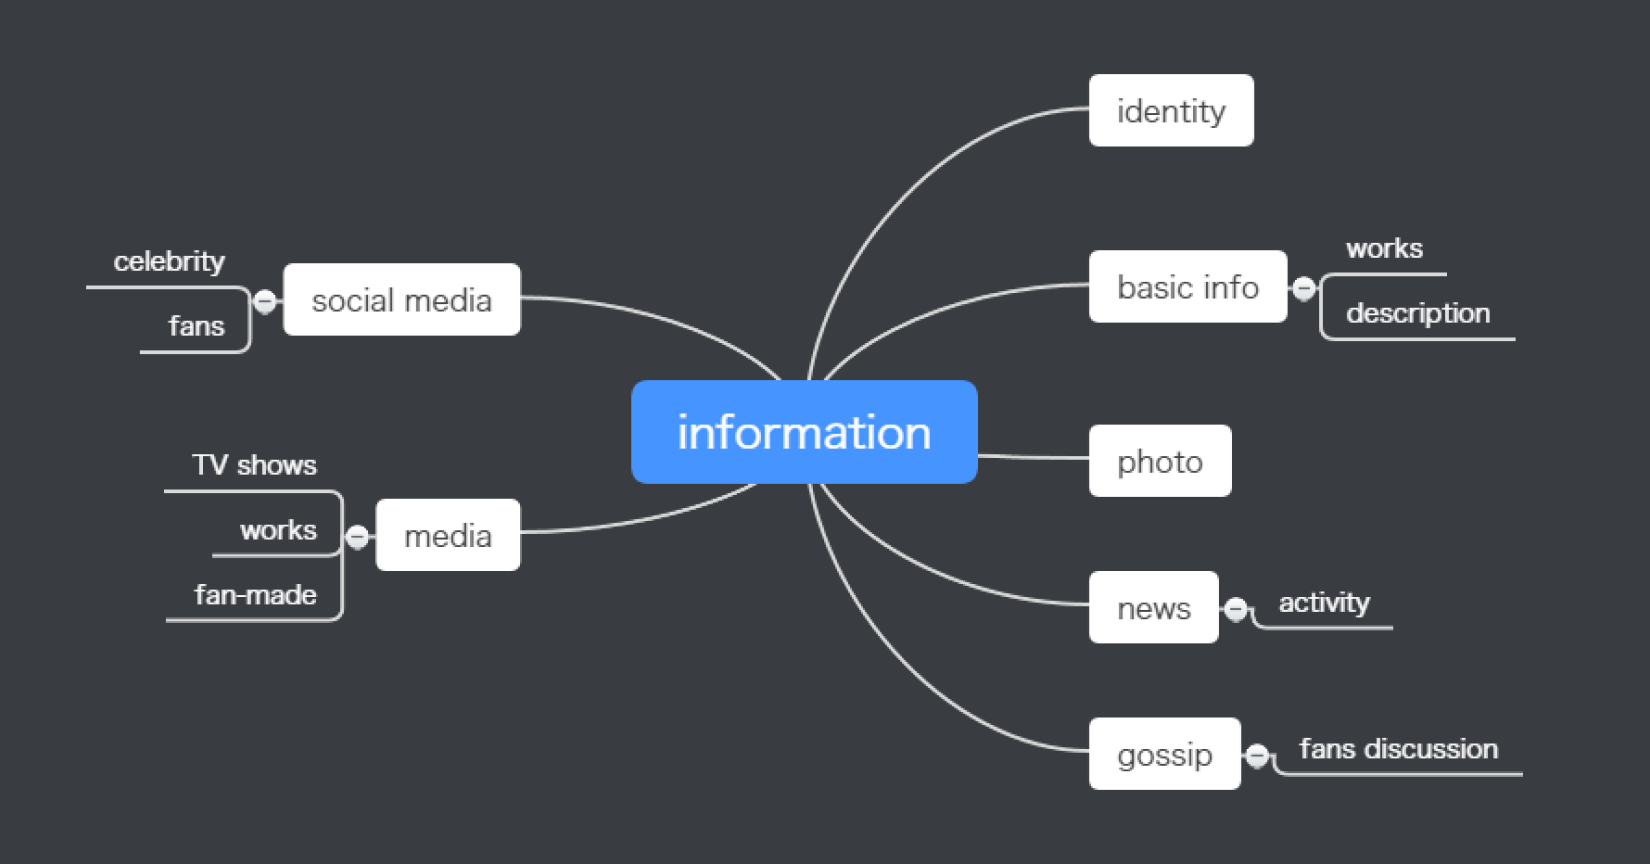 identity
works
basic info
description
celebrity
social media
fans
information
photo
TV shows
works
media
fan-made
news
activity
gossip
fans discussion